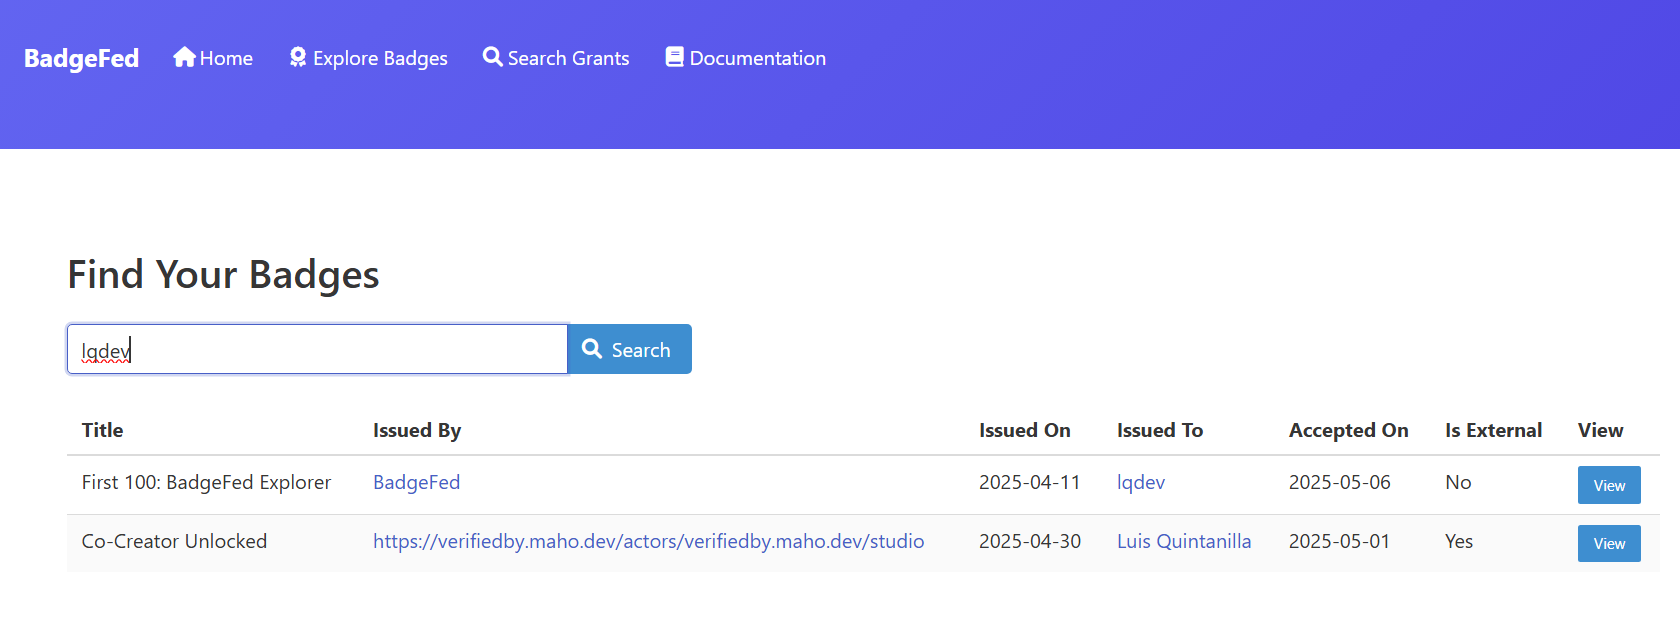 BadgeFed Home Explore Badges Search Grants Documentation
Find Your Badges
lqdev Search
Title Issued By Issued On Issued To Accepted On Is External View
First 100: BadgeFed Explorer BadgeFed 2025-04-11 lqdev 2025-05-06 No View
Co-Creator Unlocked https://verifiedby.maho.dev/actors/verifiedby.maho.dev/studio 2025-04-30 Luis Quintanilla 2025-05-01 Yes View